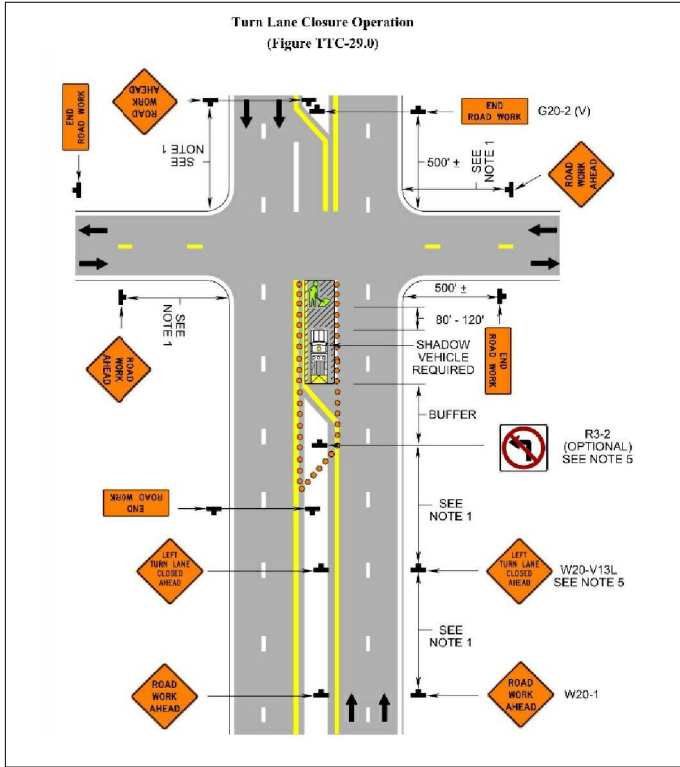 Turn Lane Closure Operation
(Figure TTC-29.0)
END
ROAD WORK
ROAD
WORK
AHEAD
SEE
NOTE 1
END
ROAD WORK
G20-2 (V)
500' ±
SEE
NOTE 1
ROAD
WORK
AHEAD
SEE
NOTE 1
ROAD
WORK
AHEAD
500' ±
80' - 120'
SHADOW
VEHICLE
REQUIRED
END
ROAD WORK
BUFFER
R3-2
(OPTIONAL)
SEE NOTE 5
END
ROAD WORK
SEE
NOTE 1
LEFT
TURN LANE
CLOSED
AHEAD
LEFT
TURN LANE
CLOSED
AHEAD
W20-V13L
SEE NOTE 5
SEE
NOTE 1
ROAD
WORK
AHEAD
ROAD
WORK
AHEAD
W20-1